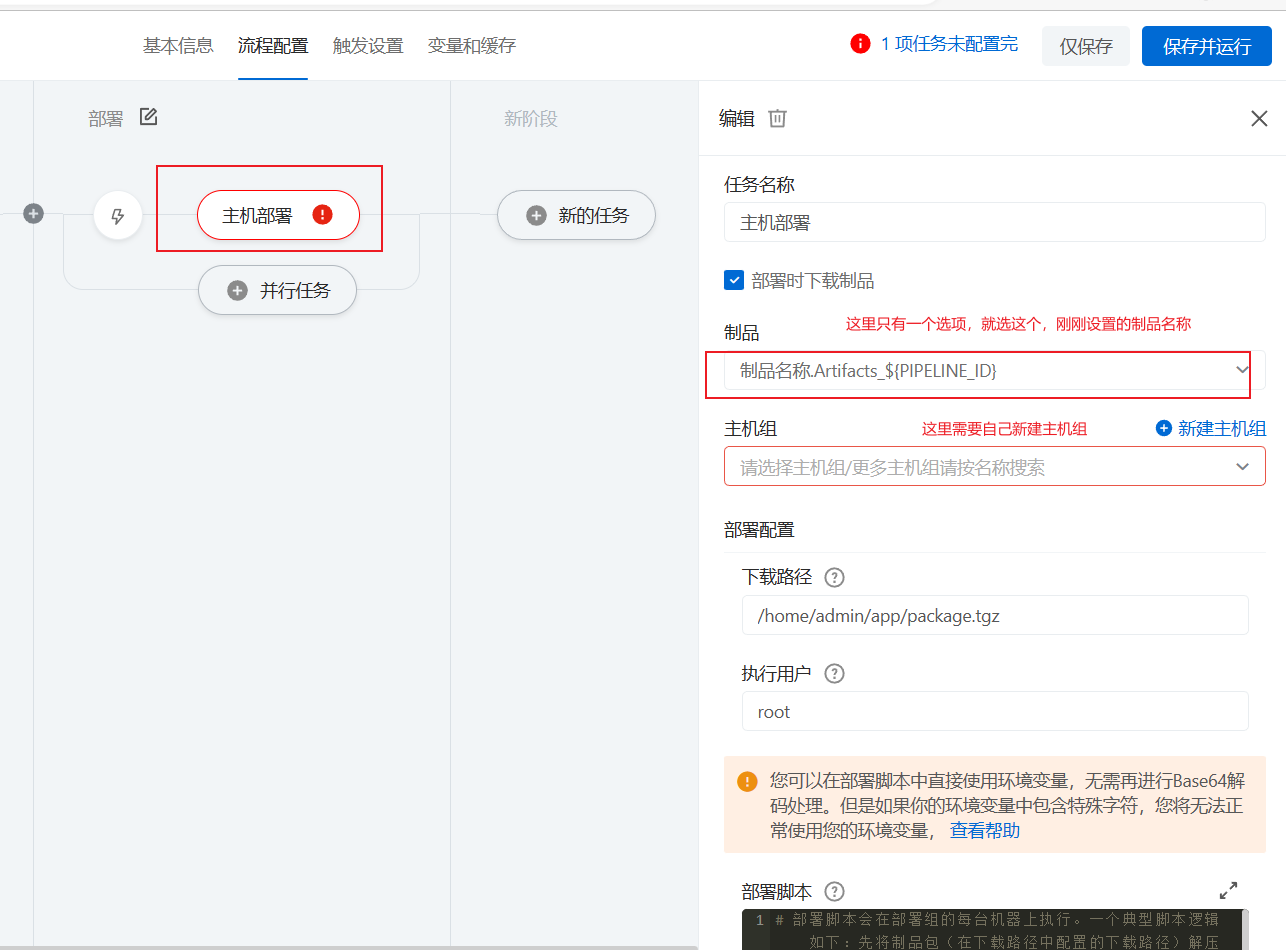 基本信息 流程配置 触发设置 变量和缓存 1 项任务未配置完 仅保存 保存并运行
部署 新阶段
主机部署
新的任务
并行任务
编辑
任务名称
主机部署
部署时下载制品
制品 这里只有一个选项，就选这个，刚刚设置的制品名称
制品名称.Artifacts_${PIPELINE_ID}
主机组 这里需要自己新建主机组 新建主机组
请选择主机组/更多主机组请按名称搜索
部署配置
下载路径
/home/admin/app/package.tgz
执行用户
root
您可以在部署脚本中直接使用环境变量，无需再进行Base64解
码处理。但是如果你的环境变量中包含特殊字符，您将无法正
常使用您的环境变量， 查看帮助
部署脚本
1 # 部署脚本会在部署组的每台机器上执行。一个典型脚本逻辑
如下：先将制品包（在下载路径中配置的下载路径）解压